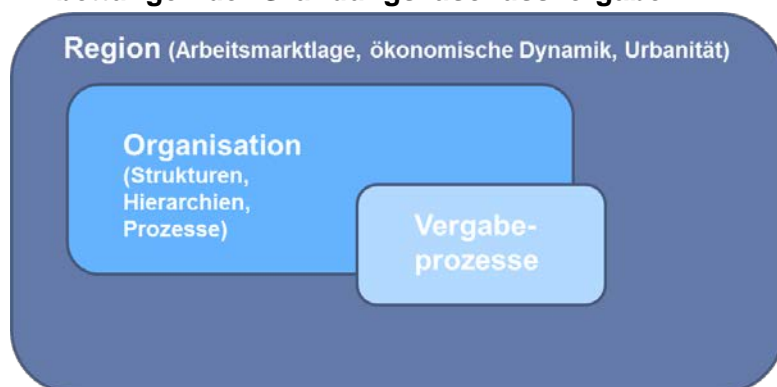 Region (Arbeitsmarktlage, ökonomische Dynamik, Urbanität)
Organisation
(Strukturen,
Hierarchien,
Prozesse)
Vergabe-
prozesse